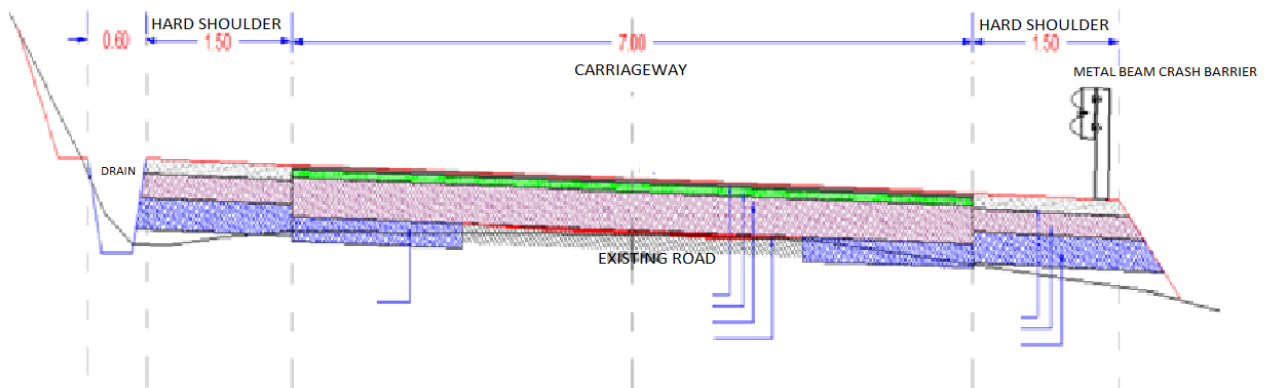 HARD SHOULDER
HARD SHOULDER
0.60
1.50
7.00
1.50
CARRIAGEWAY
METAL BEAM CRASH BARRIER
DRAIN
EXISTING ROAD